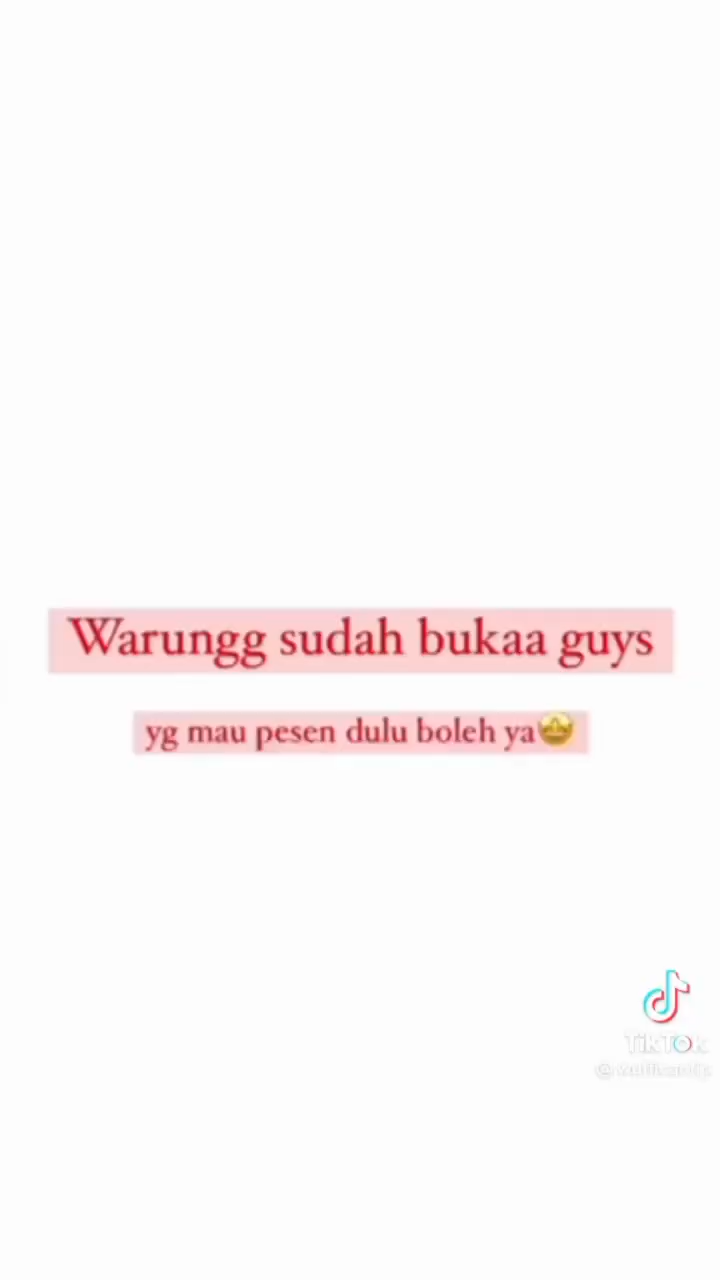 Warungg sudah bukaa guys
yg mau pesen dulu boleh ya🤩
TikTok